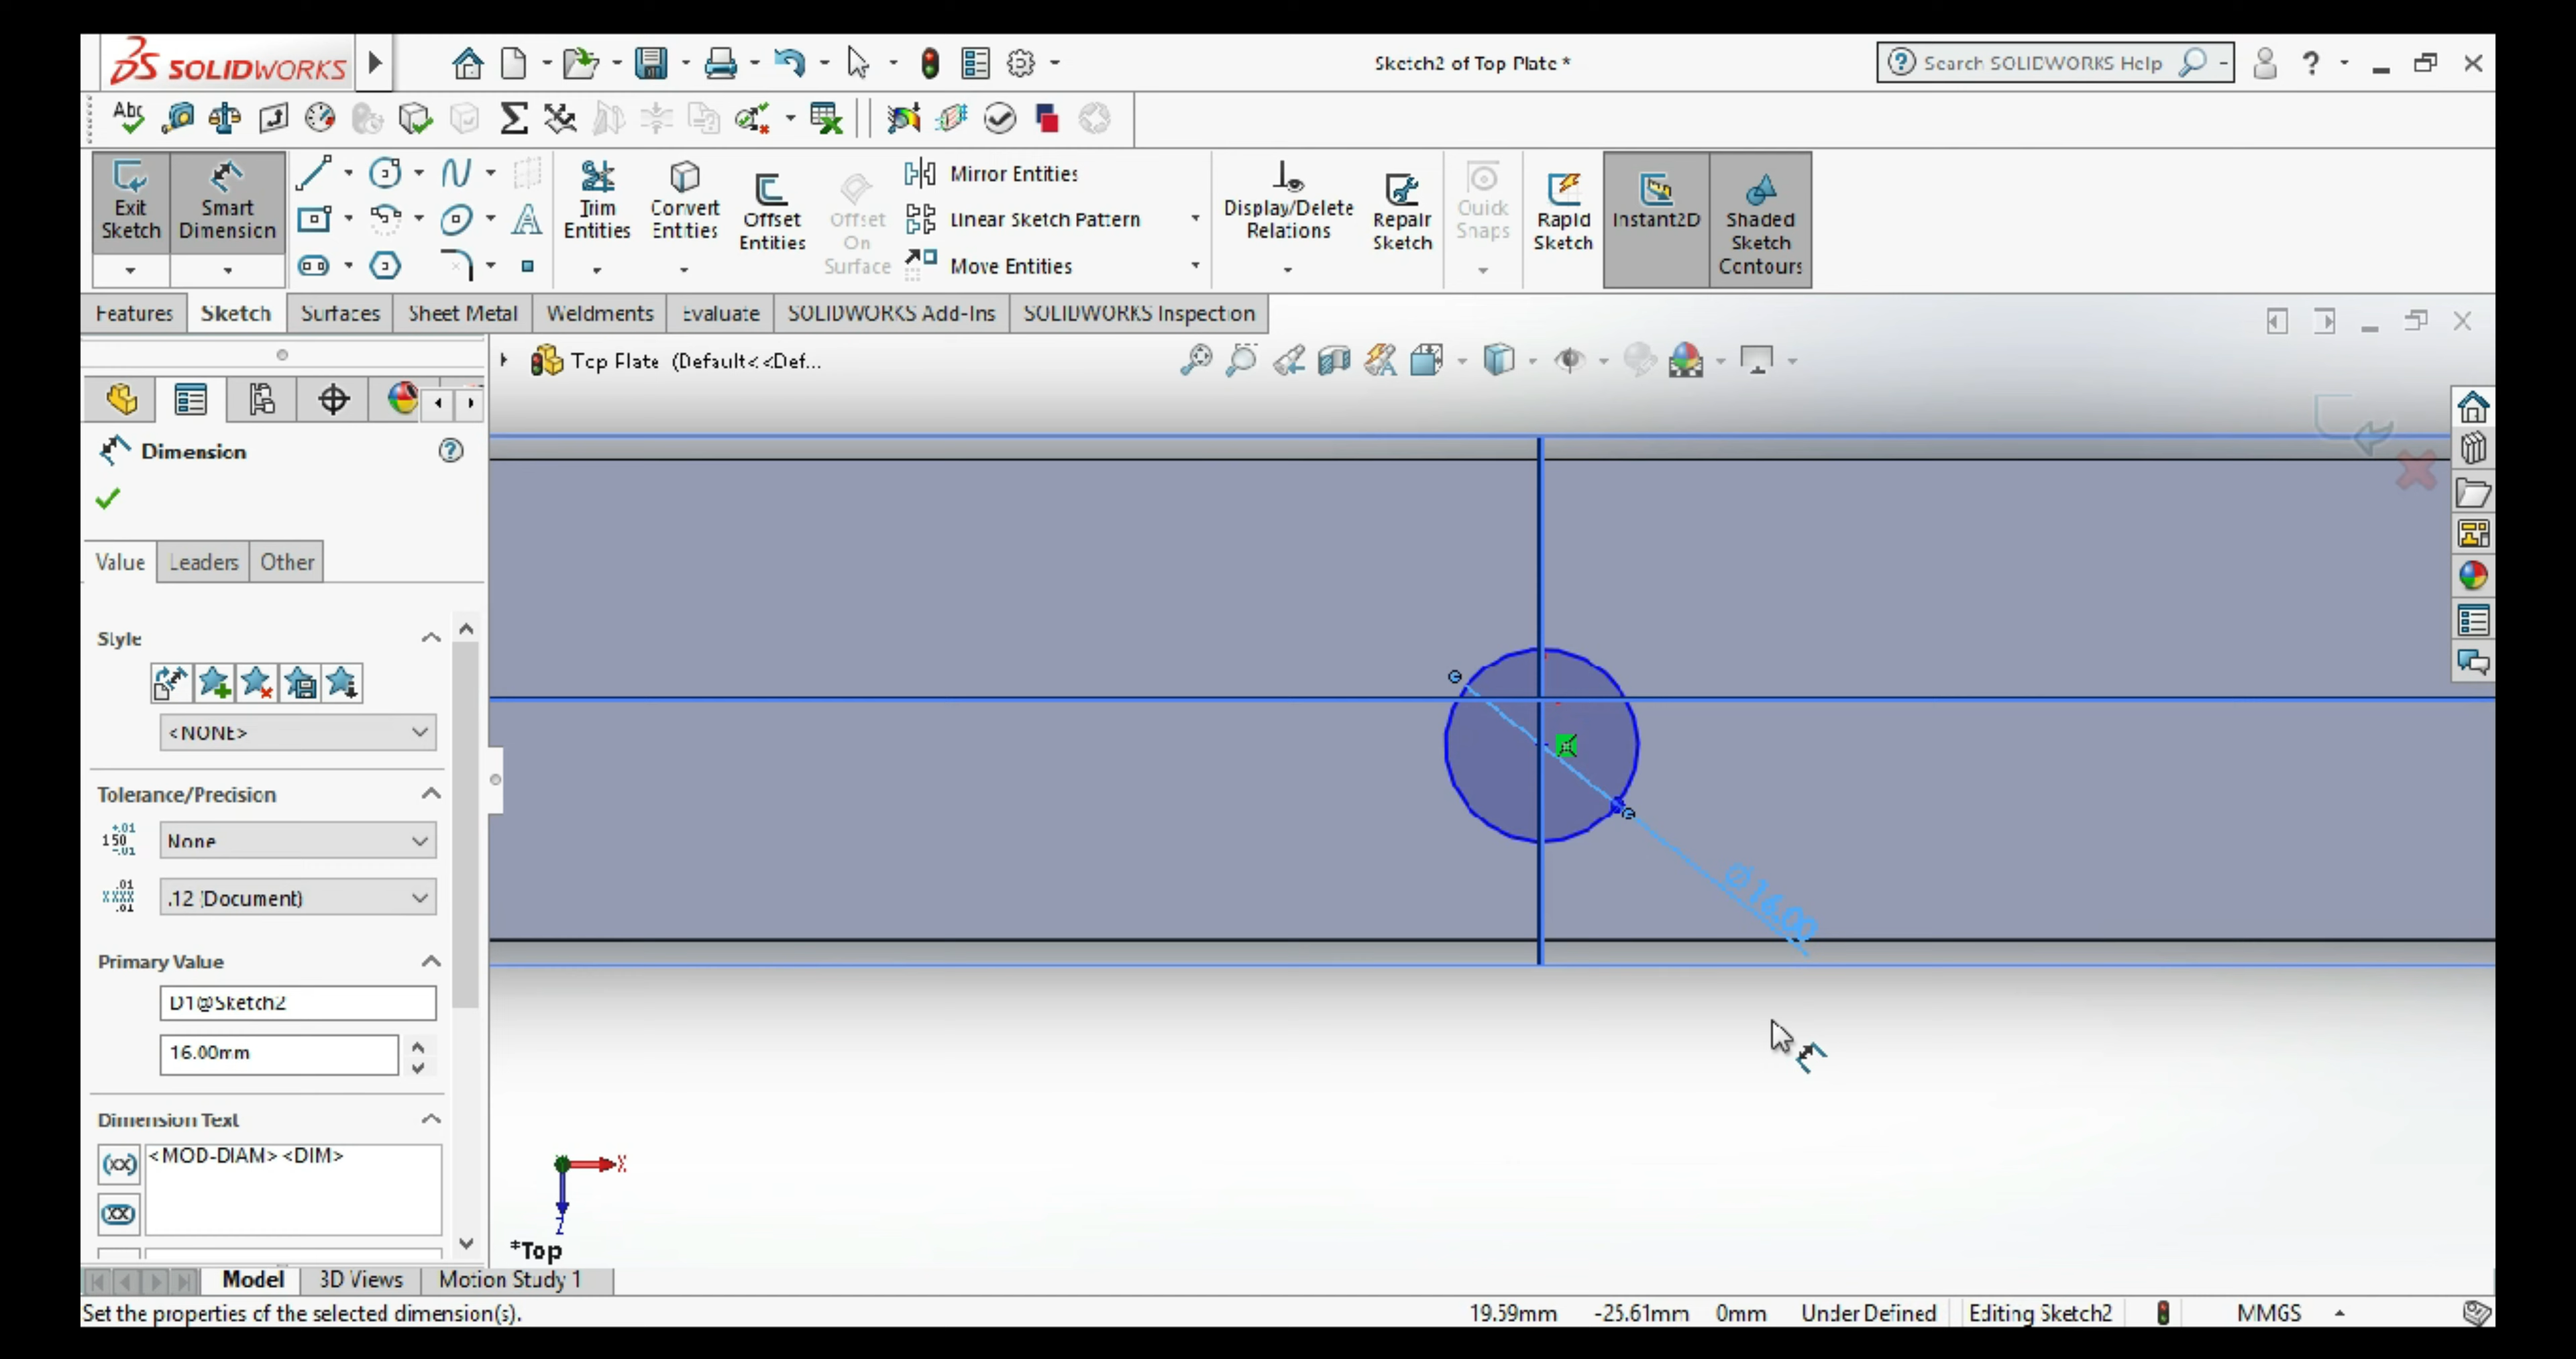 SOLIDWORKS
Sketch2 of Top Plate *
Search SOLIDWORKS Help
Abc
Exit Sketch
Smart Dimension
Trim Entities
Convert Entities
Offset Entities
Offset On Surface
Mirror Entities
Linear Sketch Pattern
Move Entities
Display/Delete Relations
Repair Sketch
Quick Snaps
Rapid Sketch
Instant2D
Shaded Sketch Contours
Features
Sketch
Surfaces
Sheet Metal
Weldments
Evaluate
SOLIDWORKS Add-Ins
SOLIDWORKS Inspection
Top Plate (Default<<Def...
Dimension
Value
Leaders
Other
Style
<NONE>
Tolerance/Precision
None
.12 (Document)
Primary Value
D1@Sketch2
16.00mm
Dimension Text
<MOD-DIAM><DIM>
(xx)
xx
Ø16.00
X
Z
*Top
Model
3D Views
Motion Study 1
Set the properties of the selected dimension(s).
19.59mm
-25.61mm
0mm
Under Defined
Editing Sketch2
MMGS